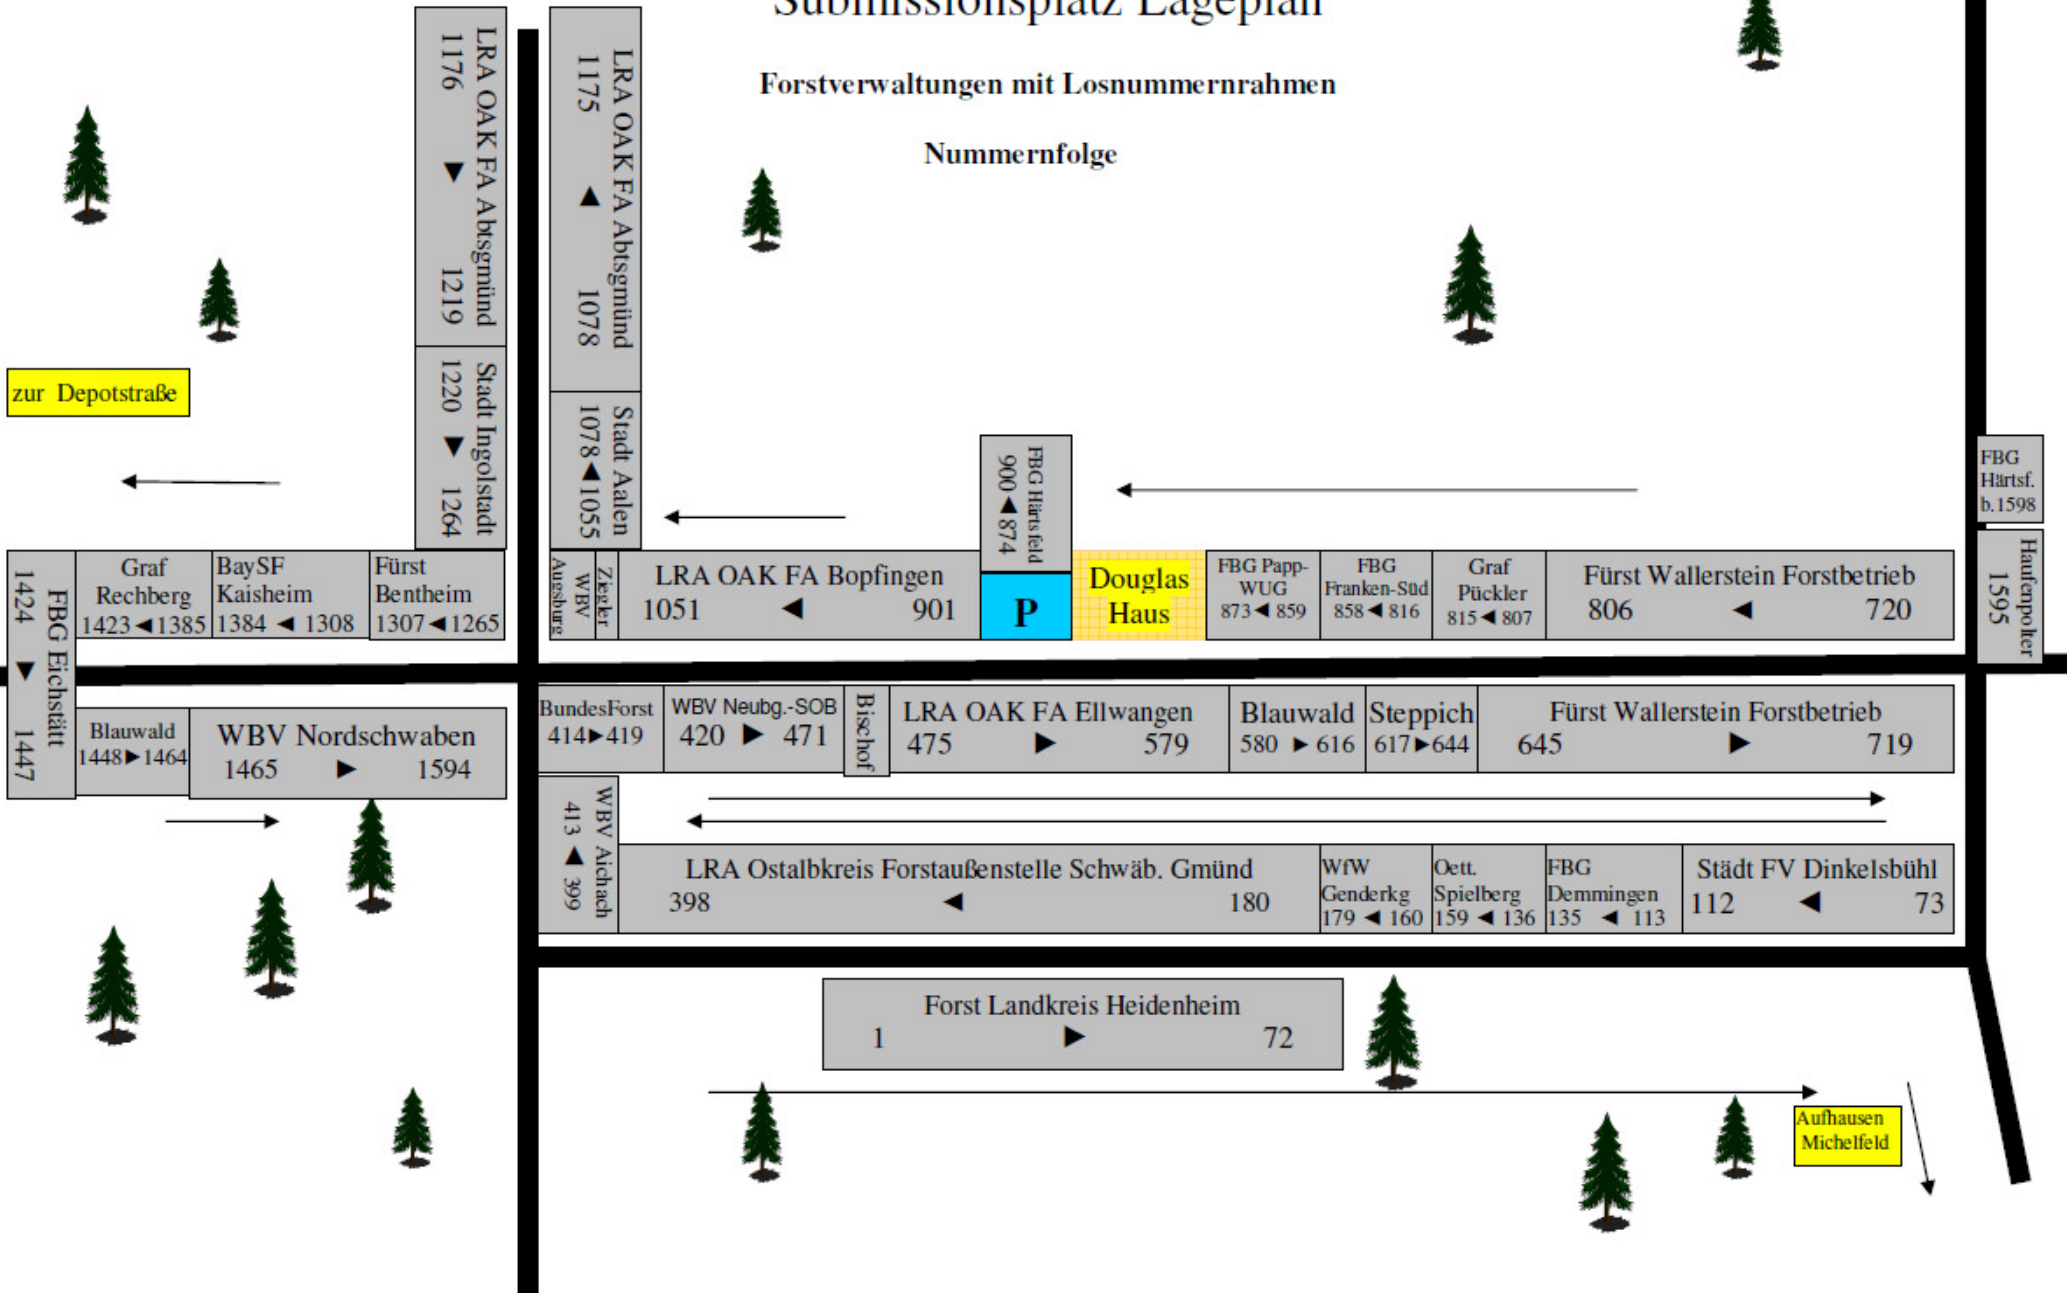 Submissionsplatz Lageplan
Forstverwaltungen mit Losnummernrahmen
Nummernfolge
LRA OAK FA Abtsgmünd
1176 ▶ 1219
LRA OAK FA Abtsgmünd
1175 ◀ 1078
Stadt Ingolstadt
1220 ▶ 1264
Stadt Aalen
1078◀1055
zur Depotstraße
FBG Härtsfeld
900◀874
FBG
Härtsf.
b.1598
Haufenpolter
1595
FBG Eichstätt
1424 ▶ 1447
Graf
Rechberg
1423◀1385
BaySF
Kaisheim
1384 ◀ 1308
Fürst
Bentheim
1307◀1265
Ziegler
WBV
Augsburg
LRA OAK FA Bopfingen
1051 ◀ 901
P
Douglas
Haus
FBG Papp-
WUG
873◀859
FBG
Franken-Süd
858◀816
Graf
Pückler
815◀807
Fürst Wallerstein Forstbetrieb
806 ◀ 720
Blauwald
1448▶1464
WBV Nordschwaben
1465 ▶ 1594
BundesForst
414▶419
WBV Neubg.-SOB
420 ▶ 471
Bischof
LRA OAK FA Ellwangen
475 ▶ 579
Blauwald
580 ▶ 616
Steppich
617▶644
Fürst Wallerstein Forstbetrieb
645 ▶ 719
WBV Aichach
413 ◀ 399
LRA Ostalbkreis Forstaußenstelle Schwäb. Gmünd
398 ◀ 180
WfW
Genderkg
179 ◀ 160
Oett.
Spielberg
159 ◀ 136
FBG
Demmingen
135 ◀ 113
Städt FV Dinkelsbühl
112 ◀ 73
Forst Landkreis Heidenheim
1 ▶ 72
Aufhausen
Michelfeld